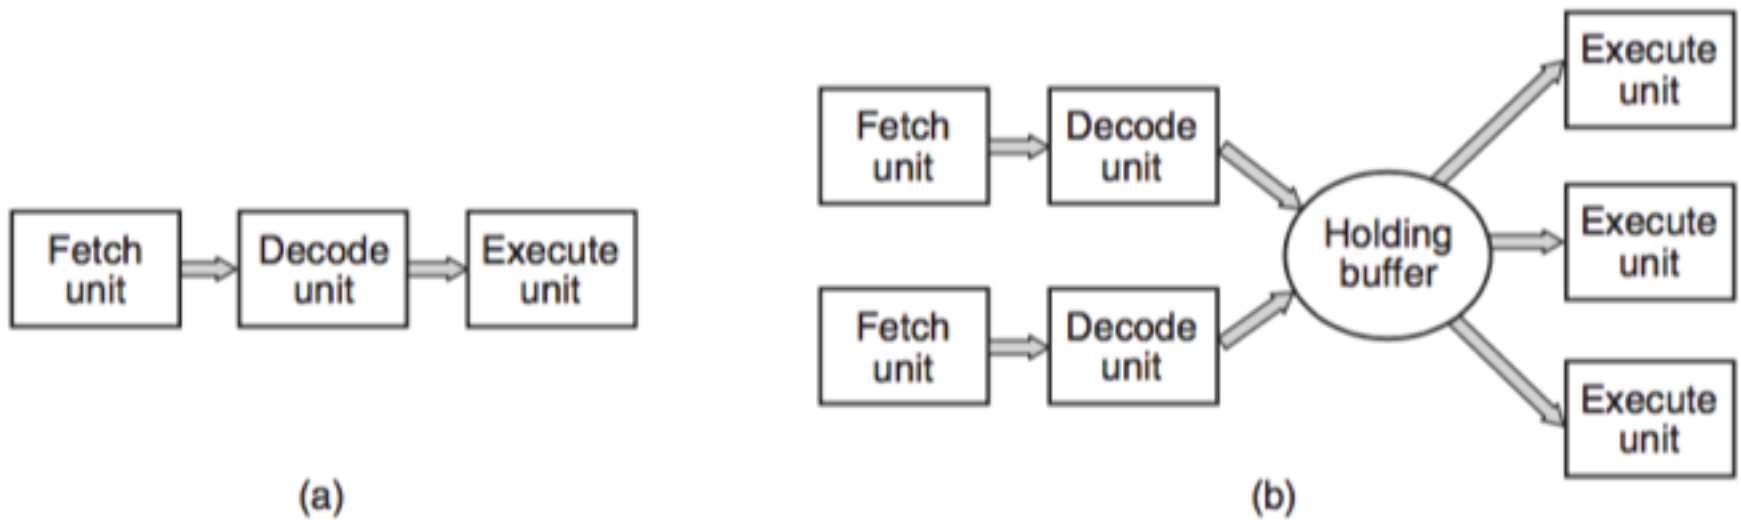 Fetch
unit
Decode
unit
Execute
unit
(a)
Fetch
unit
Decode
unit
Fetch
unit
Decode
unit
Holding
buffer
Execute
unit
Execute
unit
Execute
unit
(b)